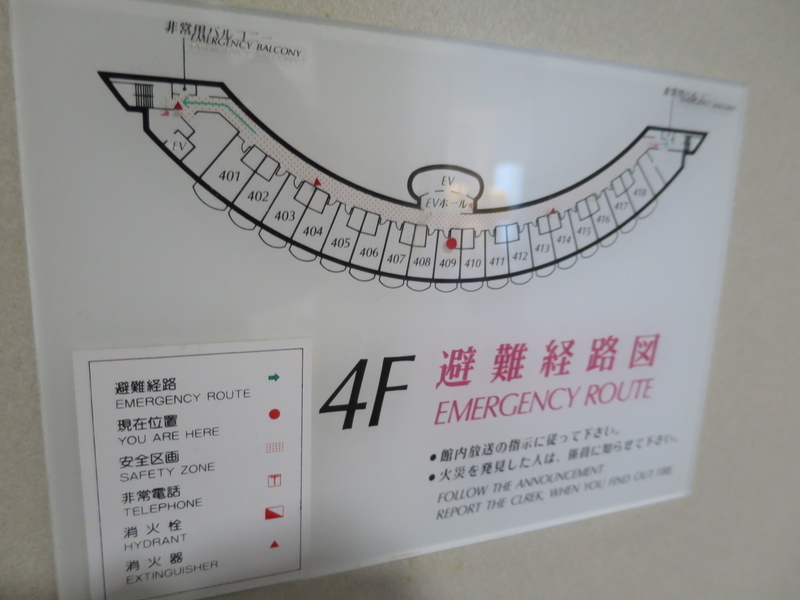 非常用バルコニー
EMERGENCY BALCONY
EV
EV
EVホール
401
402
403
404
405
406
407
408
409
410
411
412
413
414
415
416
417
418
4F
避難経路図
EMERGENCY ROUTE
●館内放送の指示に従って下さい。
●火災を発見した人は、係員に知らせて下さい。
FOLLOW THE ANNOUNCEMENT
REPORT THE CLREK, WHEN YOU FIND OUT FIRE
避難経路
EMERGENCY ROUTE
現在位置
YOU ARE HERE
安全区画
SAFETY ZONE
非常電話
TELEPHONE
T
消火栓
HYDRANT
消火器
EXTINGUISHER